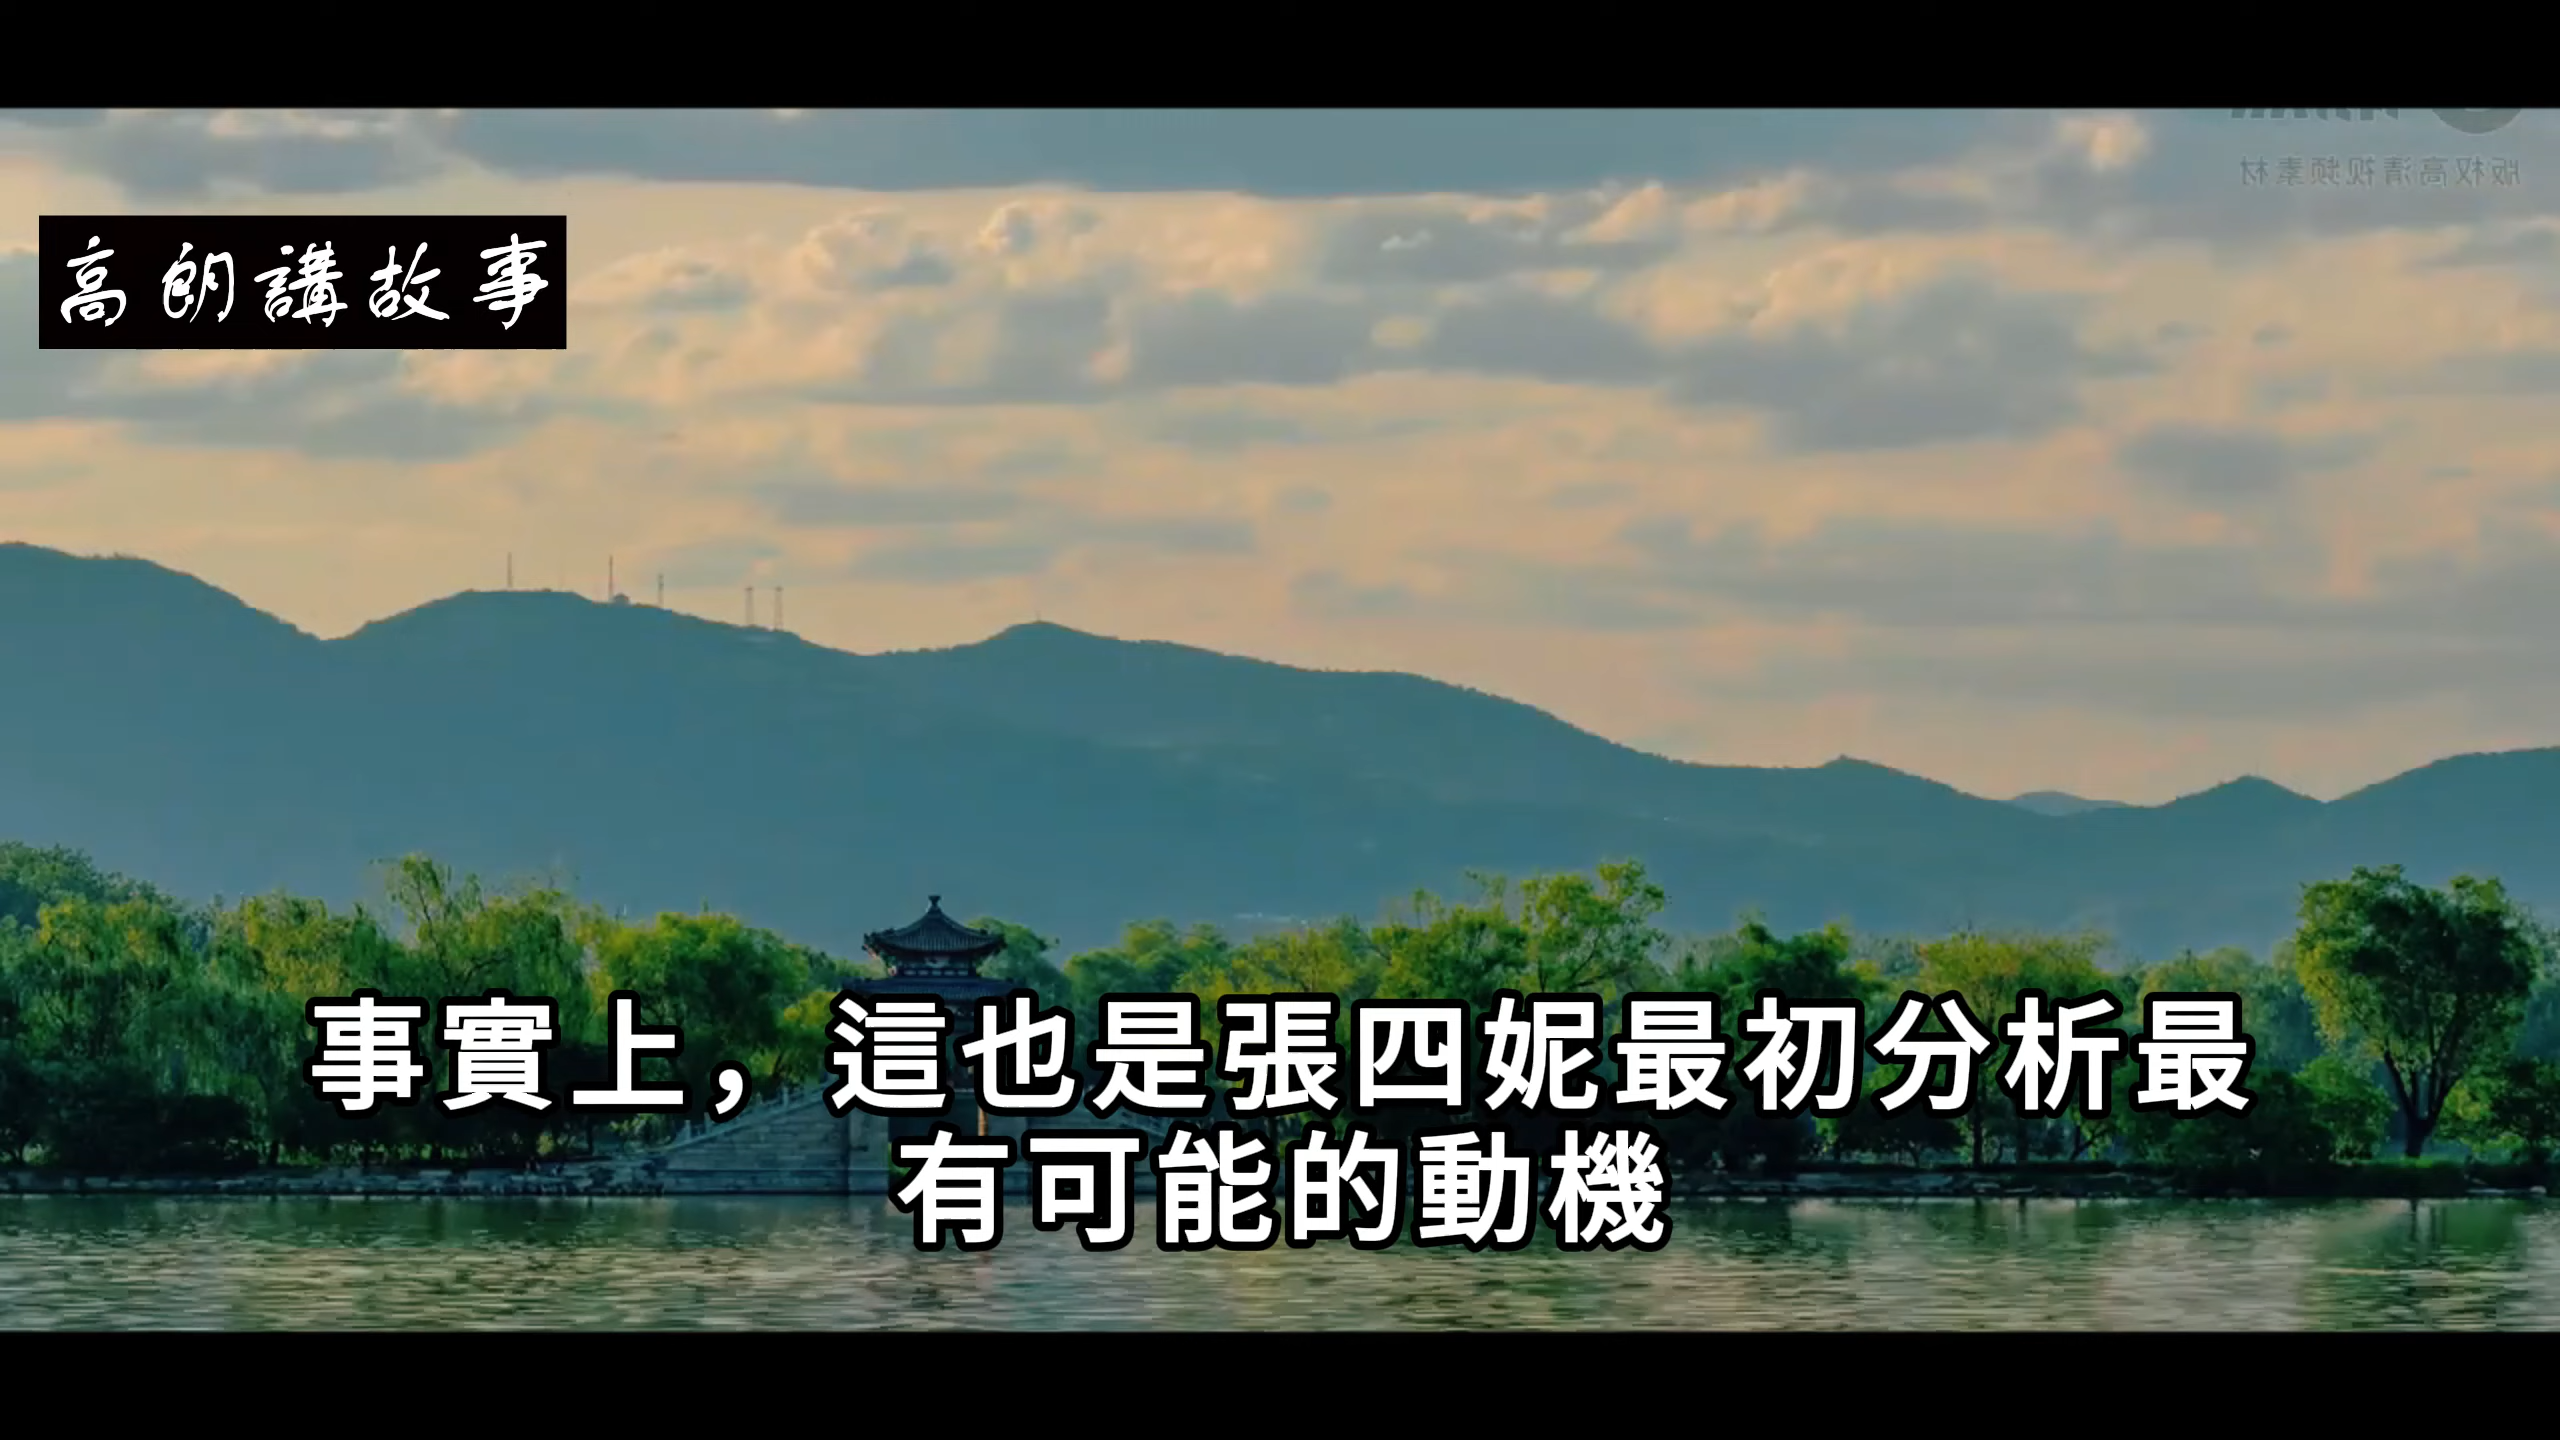 版权高清视频素材
高朗講故事
事實上，這也是張四妮最初分析最
有可能的動機